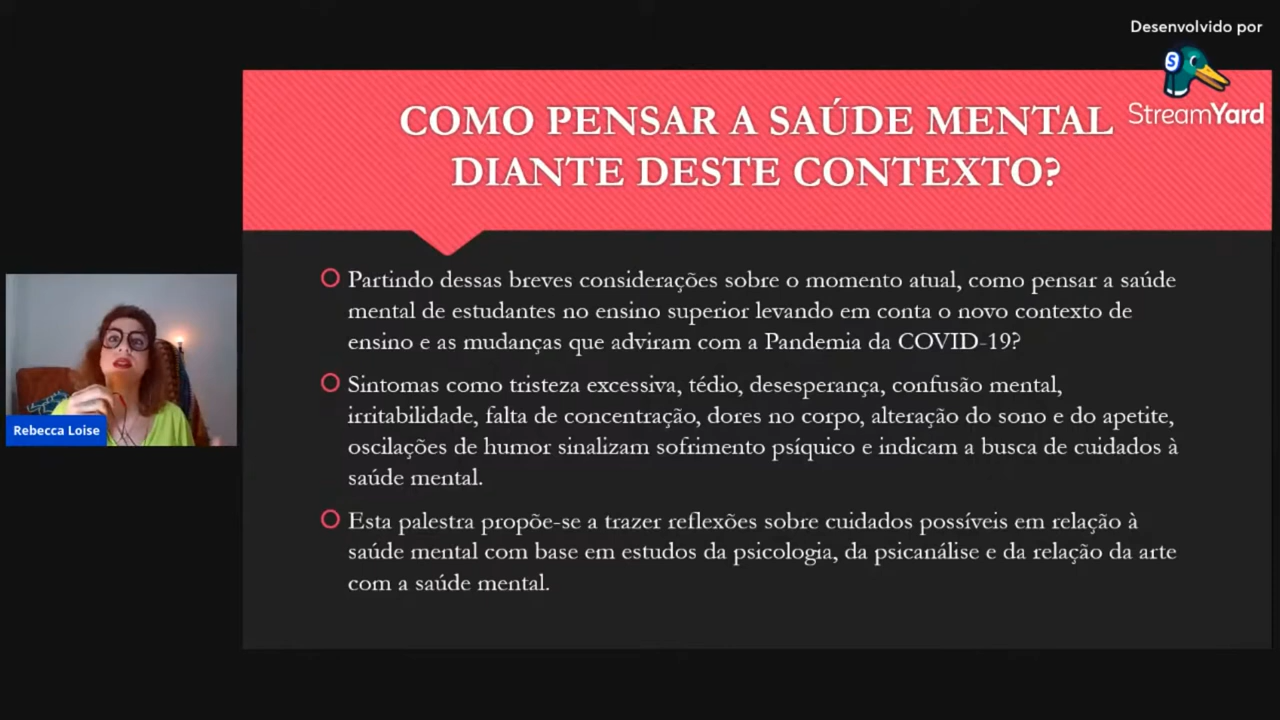 Desenvolvido por
StreamYard
COMO PENSAR A SAÚDE MENTAL
DIANTE DESTE CONTEXTO?
Partindo dessas breves considerações sobre o momento atual, como pensar a saúde
mental de estudantes no ensino superior levando em conta o novo contexto de
ensino e as mudanças que adviram com a Pandemia da COVID-19?
Sintomas como tristeza excessiva, tédio, desesperança, confusão mental,
irritabilidade, falta de concentração, dores no corpo, alteração do sono e do apetite,
oscilações de humor sinalizam sofrimento psíquico e indicam a busca de cuidados à
saúde mental.
Esta palestra propõe-se a trazer reflexões sobre cuidados possíveis em relação à
saúde mental com base em estudos da psicologia, da psicanálise e da relação da arte
com a saúde mental.
Rebecca Loise